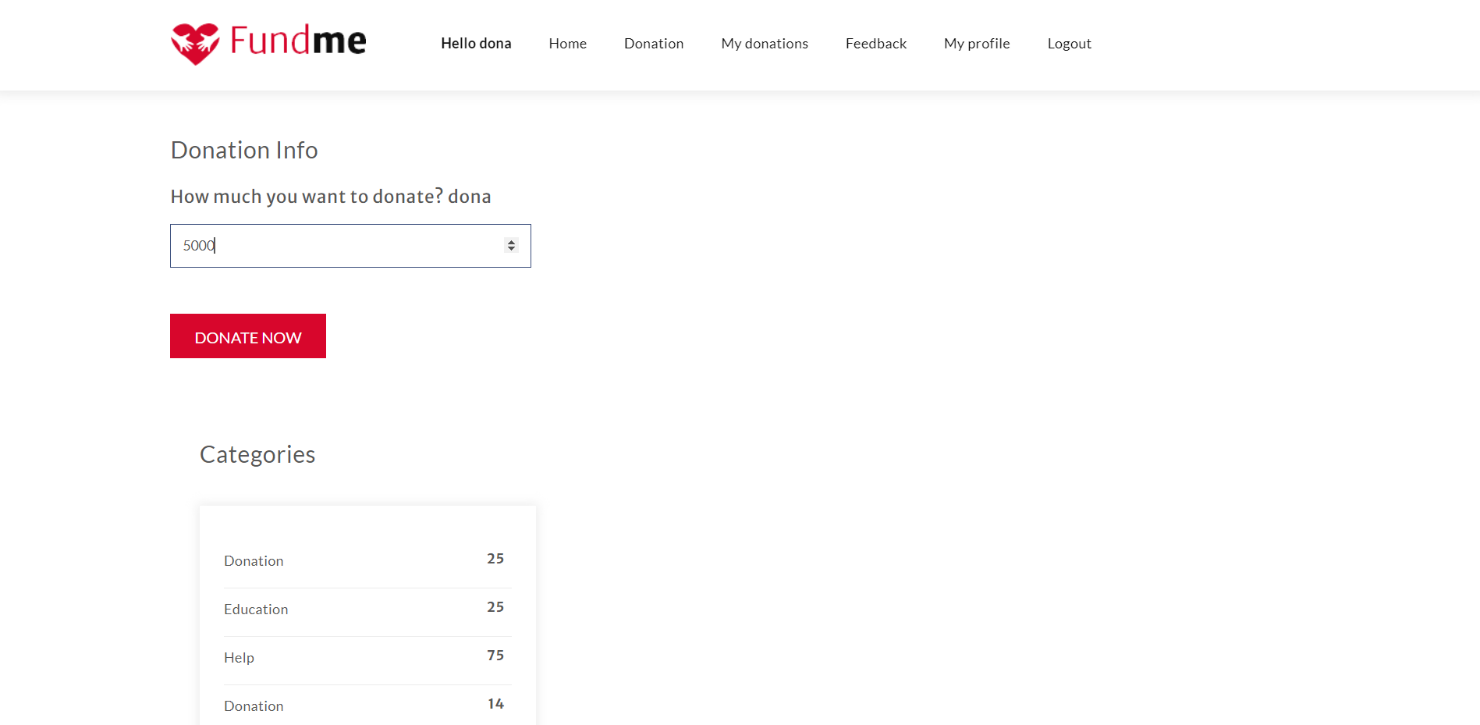 Fundme
Hello dona Home Donation My donations Feedback My profile Logout
Donation Info
How much you want to donate? dona
5000
DONATE NOW
Categories
Donation 25
Education 25
Help 75
Donation 14